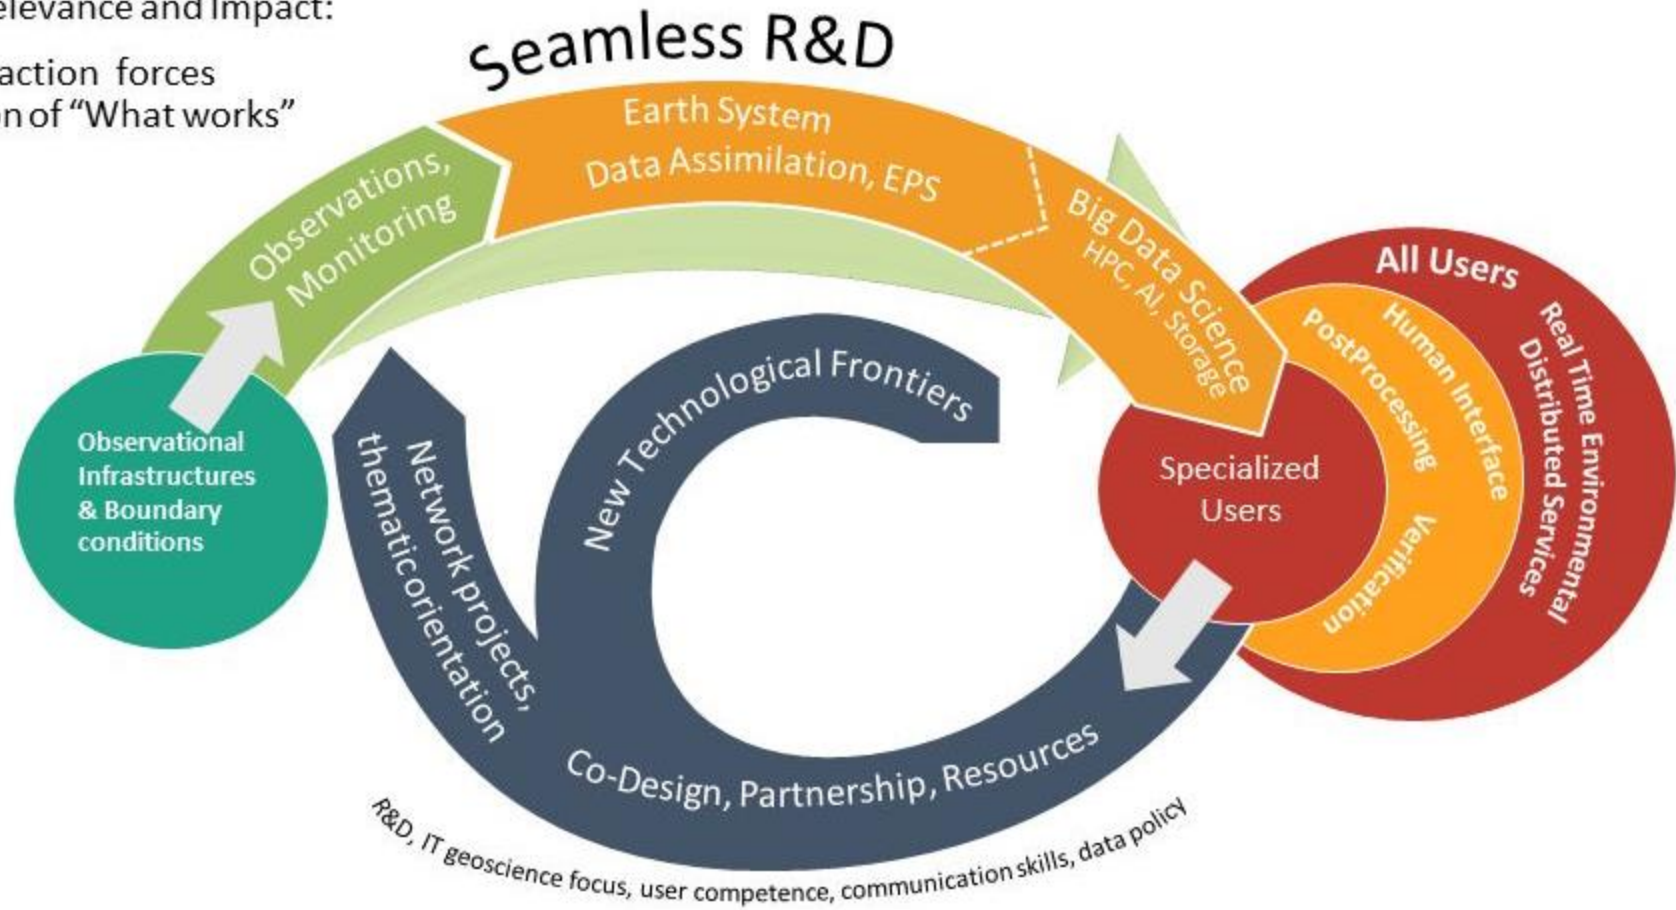 elevance and Impact:
action forces
on of “What works”
Seamless R&D
Earth System
Data Assimilation, EPS
Observations,
Monitoring
Big Data Science
HPC, AI, Storage
All Users
Human Interface
PostProcessing
Verification
Real Time Environmental
Distributed Services
Observational
Infrastructures
& Boundary
conditions
Specialized
Users
New Technological Frontiers
Network projects,
thematic orientation
Co-Design, Partnership, Resources
R&D, IT geoscience focus, user competence, communication skills, data policy